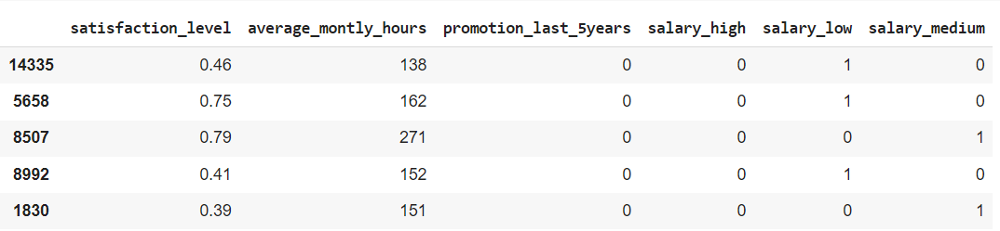 satisfaction_level average_montly_hours promotion_last_5years salary_high salary_low salary_medium
14335 0.46 138 0 0 1 0
5658 0.75 162 0 0 1 0
8507 0.79 271 0 0 0 1
8992 0.41 152 0 0 1 0
1830 0.39 151 0 0 0 1